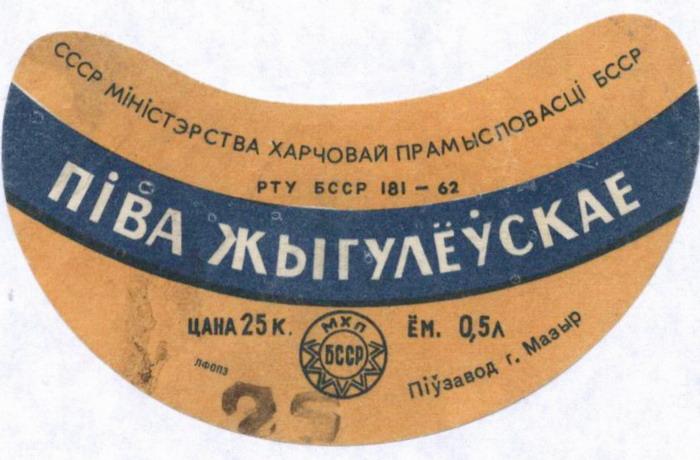 СССР МІНІСТЭРСТВА ХАРЧОВАЙ ПРАМЫСЛОВАСЦІ БССР
РТУ БССР 181 — 62
ПІВА ЖЫГУЛЁЎСКАЕ
ЦАНА 25 К.
МХП
БССР
ЁМ. 0,5Л
ЛФОПЗ
Піўзавод г. Мазыр
25